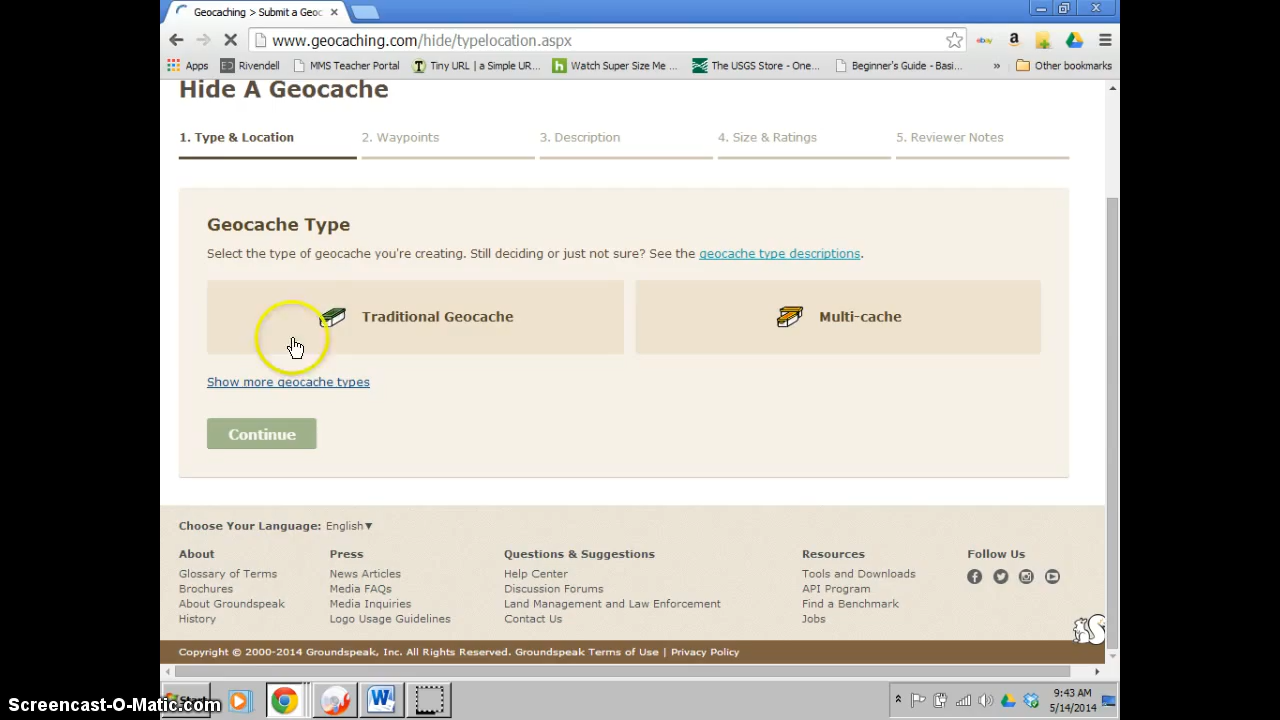 Geocaching > Submit a Geoc
www.geocaching.com/hide/typelocation.aspx
Apps Rivendell MMS Teacher Portal Tiny URL | a Simple UR... Watch Super Size Me ... The USGS Store - One... Beginner's Guide - Basi... » Other bookmarks
Hide A Geocache
1. Type & Location 2. Waypoints 3. Description 4. Size & Ratings 5. Reviewer Notes
Geocache Type
Select the type of geocache you're creating. Still deciding or just not sure? See the geocache type descriptions.
Traditional Geocache Multi-cache
Show more geocache types
Continue
Choose Your Language: English▼
About Press Questions & Suggestions Resources Follow Us
Glossary of Terms News Articles Help Center Tools and Downloads
Brochures Media FAQs Discussion Forums API Program
About Groundspeak Media Inquiries Land Management and Law Enforcement Find a Benchmark
History Logo Usage Guidelines Contact Us Jobs
Copyright © 2000-2014 Groundspeak, Inc. All Rights Reserved. Groundspeak Terms of Use | Privacy Policy
9:43 AM
5/14/2014
Screencast-O-Matic.com